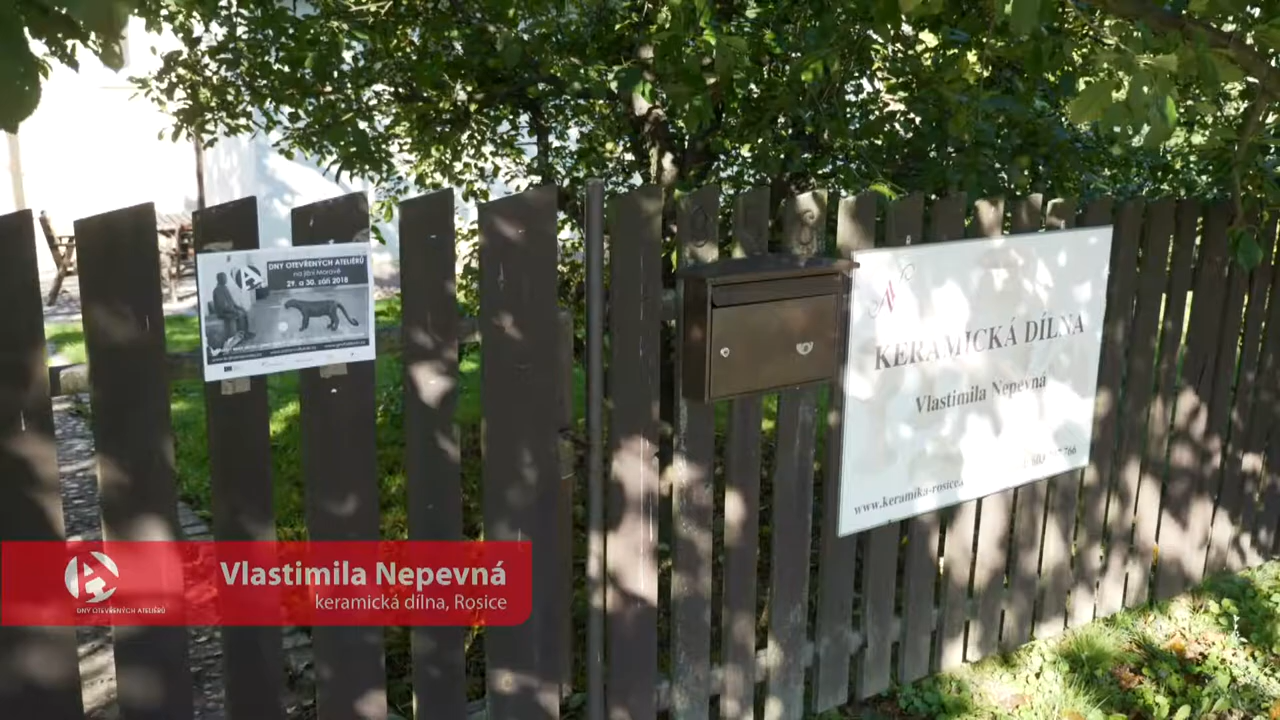 DNY OTEVŘENÝCH ATELIÉRŮ
na jižní Moravě
29. a 30. září 2018
KERAMICKÁ DÍLNA
Vlastimila Nepevná
www.keramika-rosice.
Vlastimila Nepevná
keramická dílna, Rosice
DNY OTEVŘENÝCH ATELIÉRŮ